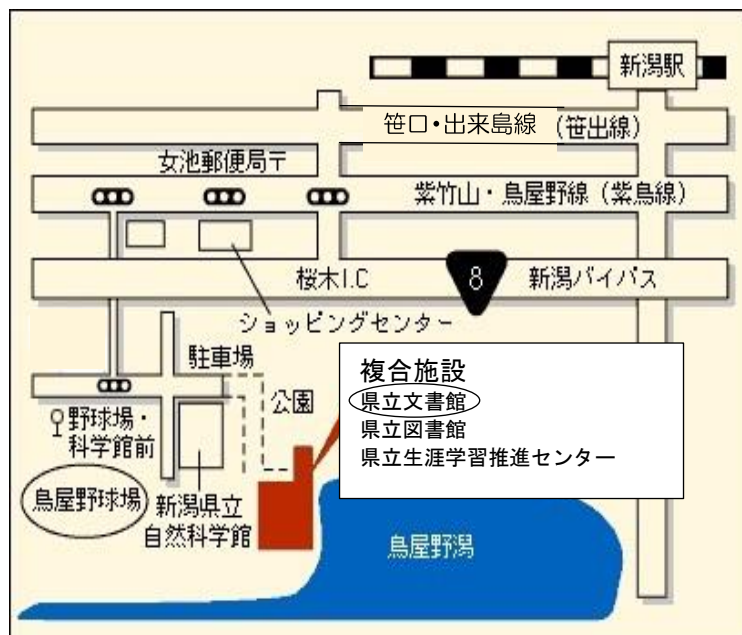 新潟駅
笹口・出来島線 (笹出線)
女池郵便局〒
紫竹山・鳥屋野線(紫鳥線)
桜木I.C
8
新潟バイパス
ショッピングセンター
駐車場
公園
複合施設
県立文書館
県立図書館
県立生涯学習推進センター
野球場・
科学館前
鳥屋野球場
新潟県立
自然科学館
鳥屋野潟